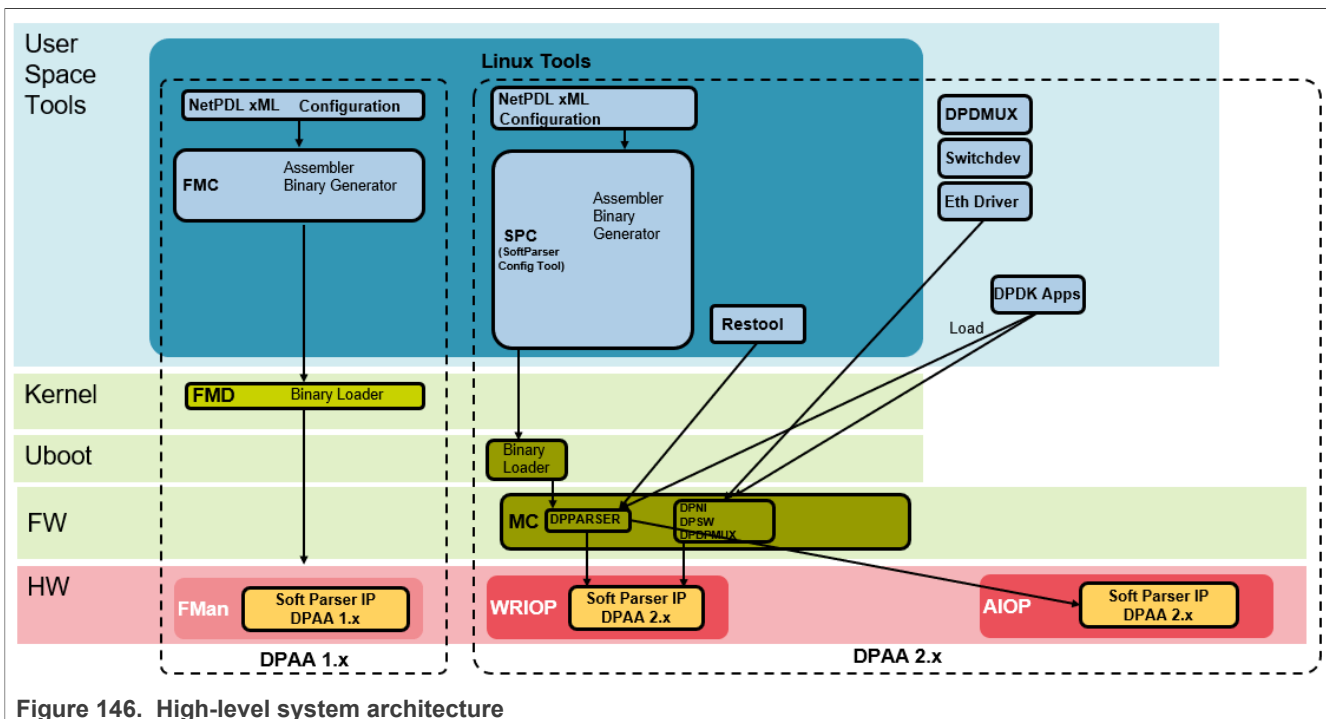 User
Space
Tools
Linux Tools
NetPDL xML Configuration
FMC
Assembler
Binary Generator
NetPDL xML
Configuration
SPC
(SoftParser
Config Tool)
Assembler
Binary
Generator
Restool
DPDMUX
Switchdev
Eth Driver
DPDK Apps
Load
Kernel
FMD Binary Loader
Uboot
Binary
Loader
FW
MC
DPPARSER
DPNI
DPSW
DPDPMUX
HW
FMan
Soft Parser IP
DPAA 1.x
WRIOP
Soft Parser IP
DPAA 2.x
AIOP
Soft Parser IP
DPAA 2.x
DPAA 1.x
DPAA 2.x
Figure 146. High-level system architecture